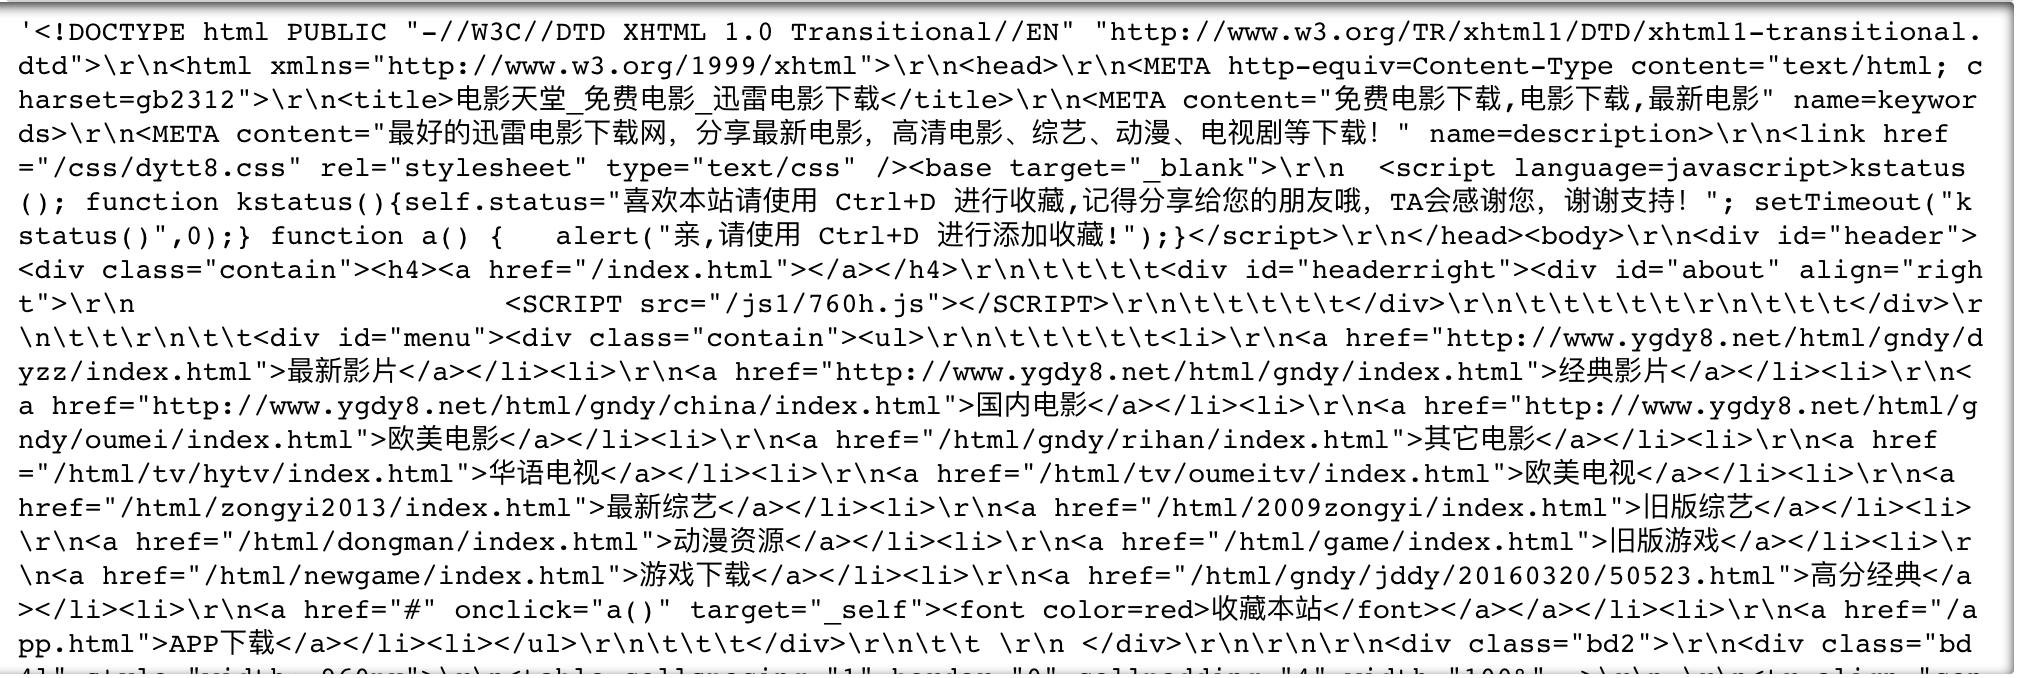 '<!DOCTYPE html PUBLIC "-//W3C//DTD XHTML 1.0 Transitional//EN" "http://www.w3.org/TR/xhtml1/DTD/xhtml1-transitional.
dtd">\r\n<html xmlns="http://www.w3.org/1999/xhtml">\r\n<head>\r\n<META http-equiv=Content-Type content="text/html; c
harset=gb2312">\r\n<title>电影天堂_免费电影_迅雷电影下载</title>\r\n<META content="免费电影下载,电影下载,最新电影" name=keywor
ds>\r\n<META content="最好的迅雷电影下载网，分享最新电影，高清电影、综艺、动漫、电视剧等下载！" name=description>\r\n<link href
="/css/dytt8.css" rel="stylesheet" type="text/css" /><base target="_blank">\r\n  <script language=javascript>kstatus
(); function kstatus(){self.status="喜欢本站请使用 Ctrl+D 进行收藏,记得分享给您的朋友哦，TA会感谢您，谢谢支持！"; setTimeout("k
status()",0);} function a() {   alert("亲,请使用 Ctrl+D 进行添加收藏!");}</script>\r\n</head><body>\r\n<div id="header">
<div class="contain"><h4><a href="/index.html"></a></h4>\r\n\t\t\t\t\t<div id="headerright"><div id="about" align="righ
t">\r\n                      <SCRIPT src="/js1/760h.js"></SCRIPT>\r\n\t\t\t\t\t\t</div>\r\n\t\t\t\t\t\t\r\n\t\t\t\t</div>\r
\n\t\t\r\n\t\t<div id="menu"><div class="contain"><ul>\r\n\t\t\t\t\t\t<li>\r\n<a href="http://www.ygdy8.net/html/gndy/d
yzz/index.html">最新影片</a></li><li>\r\n<a href="http://www.ygdy8.net/html/gndy/index.html">经典影片</a></li><li>\r\n<
a href="http://www.ygdy8.net/html/gndy/china/index.html">国内电影</a></li><li>\r\n<a href="http://www.ygdy8.net/html/g
ndy/oumei/index.html">欧美电影</a></li><li>\r\n<a href="/html/gndy/rihan/index.html">其它电影</a></li><li>\r\n<a href
="/html/tv/hytv/index.html">华语电视</a></li><li>\r\n<a href="/html/tv/oumeitv/index.html">欧美电视</a></li><li>\r\n<a
href="/html/zongyi2013/index.html">最新综艺</a></li><li>\r\n<a href="/html/2009zongyi/index.html">旧版综艺</a></li><li>
\r\n<a href="/html/dongman/index.html">动漫资源</a></li><li>\r\n<a href="/html/game/index.html">旧版游戏</a></li><li>\r
\n<a href="/html/newgame/index.html">游戏下载</a></li><li>\r\n<a href="/html/gndy/jddy/20160320/50523.html">高分经典</a
></li><li>\r\n<a href="#" onclick="a()" target="_self"><font color=red>收藏本站</font></a></a></li><li>\r\n<a href="/a
pp.html">APP下载</a></li><li></ul>\r\n\t\t\t</div>\r\n\t\t \r\n </div>\r\n\r\n\r\n<div class="bd2">\r\n<div class="bd